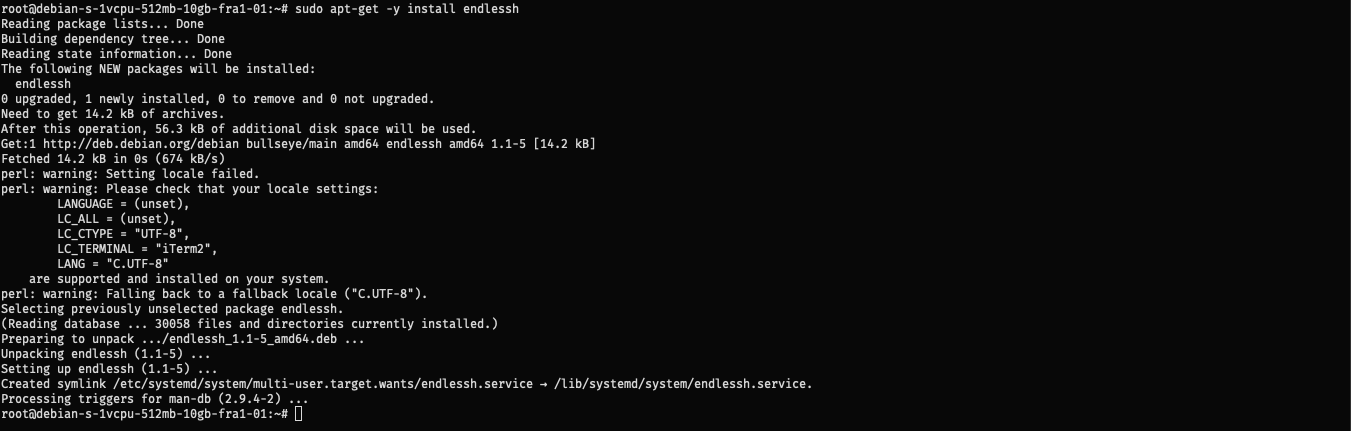 root@debian-s-1vcpu-512mb-10gb-fra1-01:~# sudo apt-get -y install endlessh
Reading package lists... Done
Building dependency tree... Done
Reading state information... Done
The following NEW packages will be installed:
  endlessh
0 upgraded, 1 newly installed, 0 to remove and 0 not upgraded.
Need to get 14.2 kB of archives.
After this operation, 56.3 kB of additional disk space will be used.
Get:1 http://deb.debian.org/debian bullseye/main amd64 endlessh amd64 1.1-5 [14.2 kB]
Fetched 14.2 kB in 0s (674 kB/s)
perl: warning: Setting locale failed.
perl: warning: Please check that your locale settings:
        LANGUAGE = (unset),
        LC_ALL = (unset),
        LC_CTYPE = "UTF-8",
        LC_TERMINAL = "iTerm2",
        LANG = "C.UTF-8"
    are supported and installed on your system.
perl: warning: Falling back to a fallback locale ("C.UTF-8").
Selecting previously unselected package endlessh.
(Reading database ... 30058 files and directories currently installed.)
Preparing to unpack .../endlessh_1.1-5_amd64.deb ...
Unpacking endlessh (1.1-5) ...
Setting up endlessh (1.1-5) ...
Created symlink /etc/systemd/system/multi-user.target.wants/endlessh.service → /lib/systemd/system/endlessh.service.
Processing triggers for man-db (2.9.4-2) ...
root@debian-s-1vcpu-512mb-10gb-fra1-01:~#